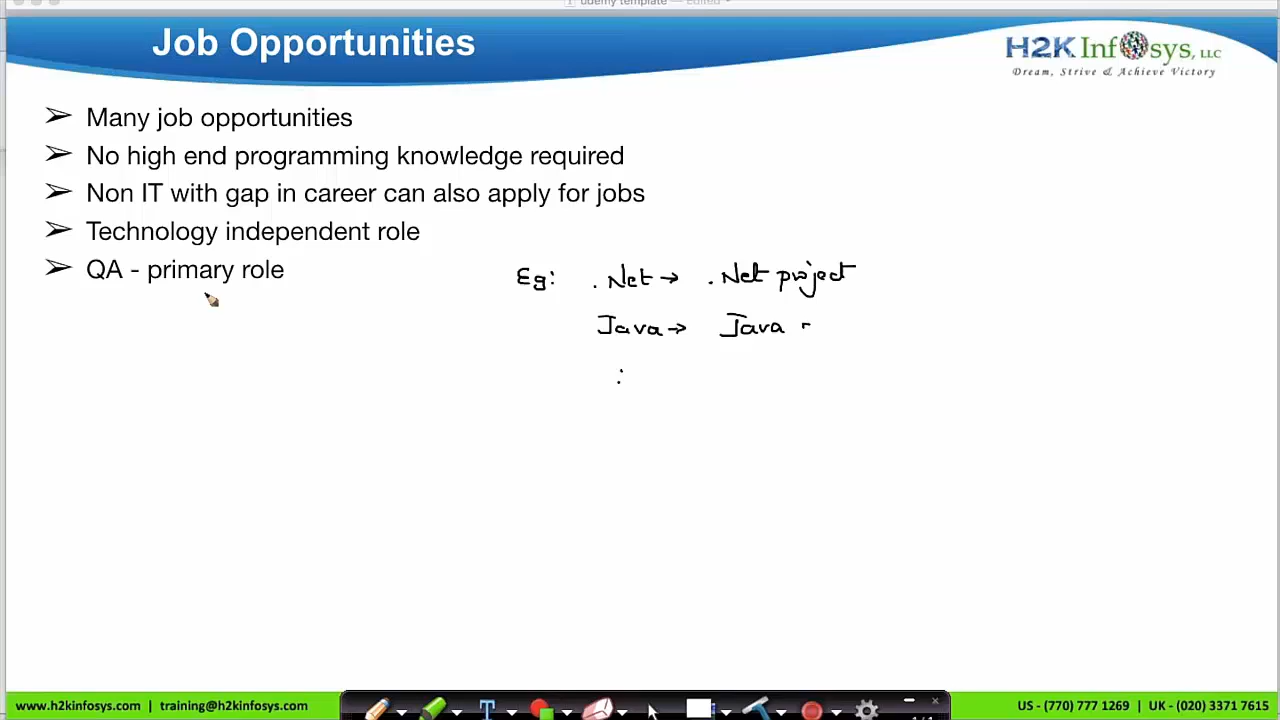 udemy template — Edited
Job Opportunities
H2K Infosys, LLC
Dream, Strive & Achieve Victory
➢ Many job opportunities
➢ No high end programming knowledge required
➢ Non IT with gap in career can also apply for jobs
➢ Technology independent role
➢ QA - primary role
Eg: .Net → .Net project
Java → Java "
:
www.h2kinfosys.com | training@h2kinfosys.com
T
US - (770) 777 1269 | UK - (020) 3371 7615